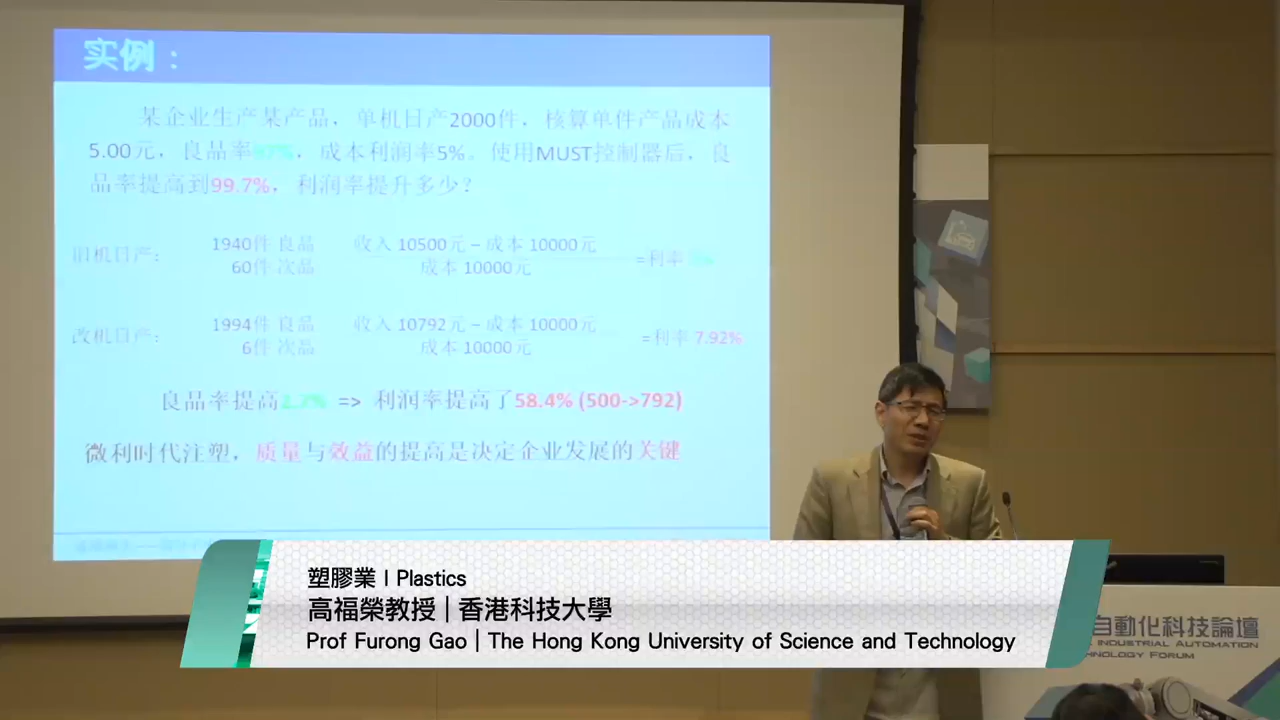 实例：
某企业生产某产品，单机日产2000件，核算单件产品成本
5.00元，良品率97%，成本利润率5%。使用MUST控制器后，良
品率提高到99.7%，利润率提升多少？
旧机日产：
1940件 良品
60件 次品
收入 10500元 – 成本 10000元
成本 10000元
=利率
改机日产：
1994件 良品
6件 次品
收入 10792元 – 成本 10000元
成本 10000元
=利率 7.92%
良品率提高2.7% => 利润率提高了58.4% (500->792)
微利时代注塑，质量与效益的提高是决定企业发展的关键
塑膠業 | Plastics
高福榮教授 | 香港科技大學
Prof Furong Gao | The Hong Kong University of Science and Technology
自動化科技論壇
INDUSTRIAL AUTOMATION
HNOLOGY FORUM